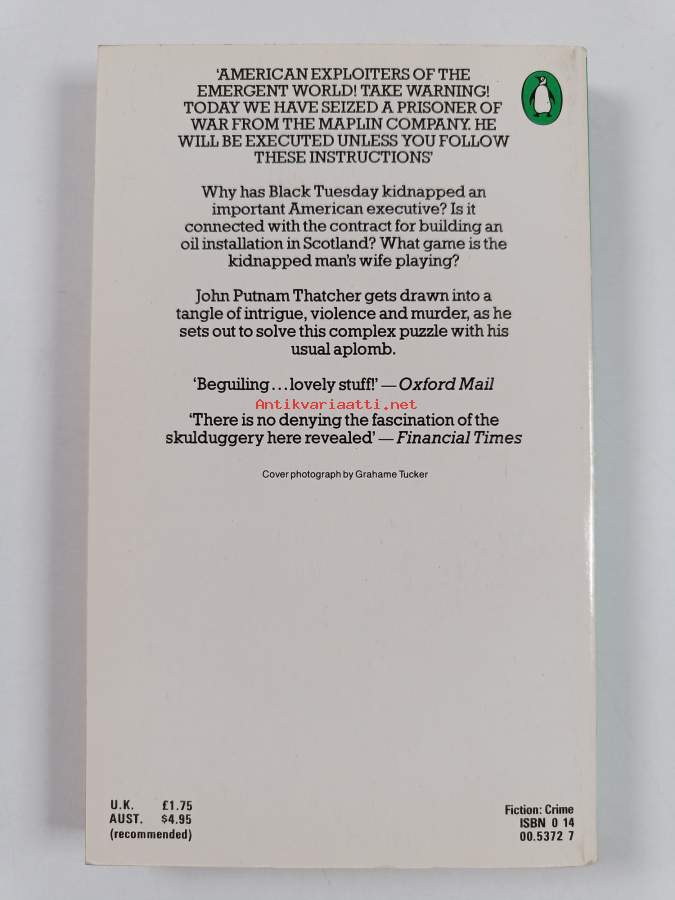 ‘AMERICAN EXPLOITERS OF THE
EMERGENT WORLD! TAKE WARNING!
TODAY WE HAVE SEIZED A PRISONER OF
WAR FROM THE MAPLIN COMPANY. HE
WILL BE EXECUTED UNLESS YOU FOLLOW
THESE INSTRUCTIONS’
Why has Black Tuesday kidnapped an
important American executive? Is it
connected with the contract for building an
oil installation in Scotland? What game is the
kidnapped man's wife playing?
John Putnam Thatcher gets drawn into a
tangle of intrigue, violence and murder, as he
sets out to solve this complex puzzle with his
usual aplomb.
‘Beguiling...lovely stuff!’ — Oxford Mail
Antikvariaatti.net
‘There is no denying the fascination of the
skulduggery here revealed’ — Financial Times
Cover photograph by Grahame Tucker
U.K. £1.75
AUST. $4.95
(recommended)
Fiction: Crime
ISBN 0 14
00.5372 7